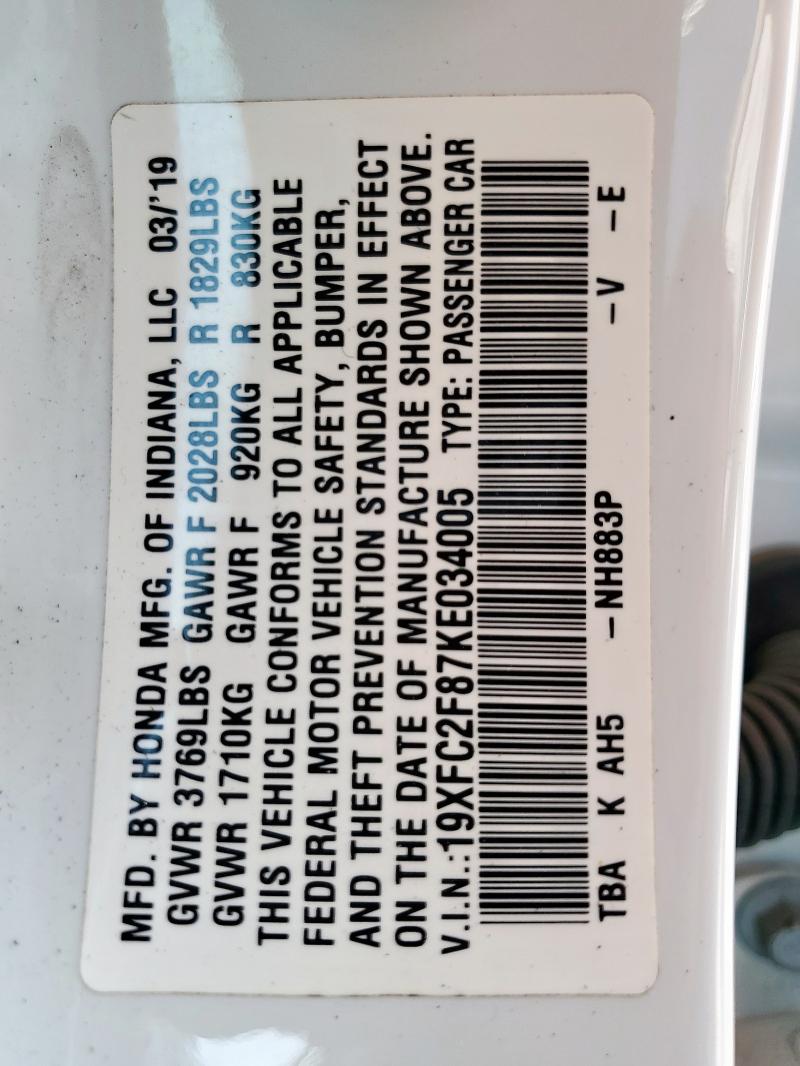 MFD. BY HONDA MFG. OF INDIANA, LLC 03/'19
GVWR 3769LBS GAWR F 2028LBS R 1829LBS
GVWR 1710KG GAWR F 920KG R 830KG
THIS VEHICLE CONFORMS TO ALL APPLICABLE
FEDERAL MOTOR VEHICLE SAFETY, BUMPER,
AND THEFT PREVENTION STANDARDS IN EFFECT
ON THE DATE OF MANUFACTURE SHOWN ABOVE.
V.I.N.:19XFC2F87KE034005 TYPE: PASSENGER CAR
TBA K AH5 –NH883P –V –E